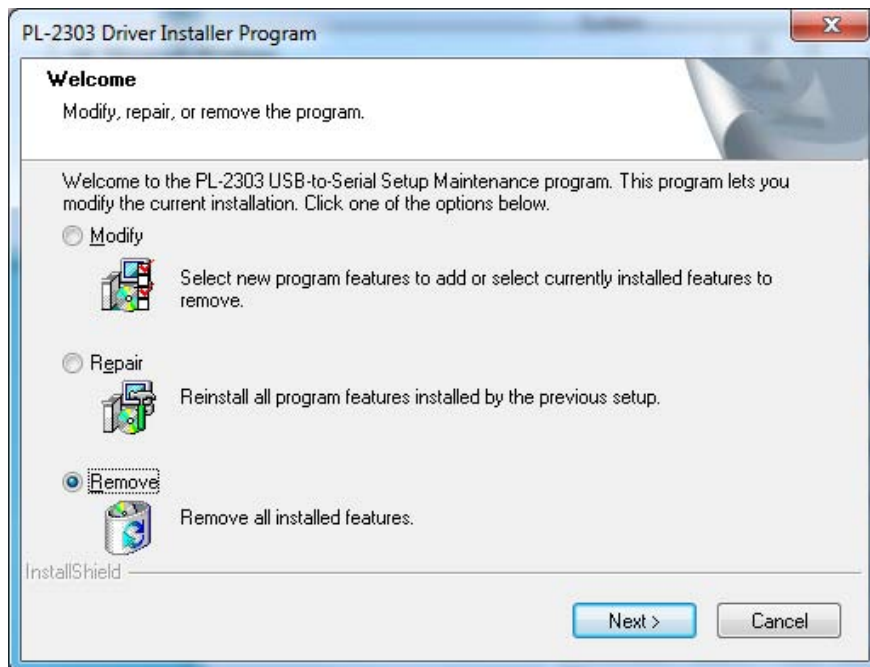 PL-2303 Driver Installer Program
Welcome
Modify, repair, or remove the program.
Welcome to the PL-2303 USB-to-Serial Setup Maintenance program. This program lets you
modify the current installation. Click one of the options below.
Modify
Select new program features to add or select currently installed features to
remove.
Repair
Reinstall all program features installed by the previous setup.
Remove
Remove all installed features.
InstallShield
Next >
Cancel